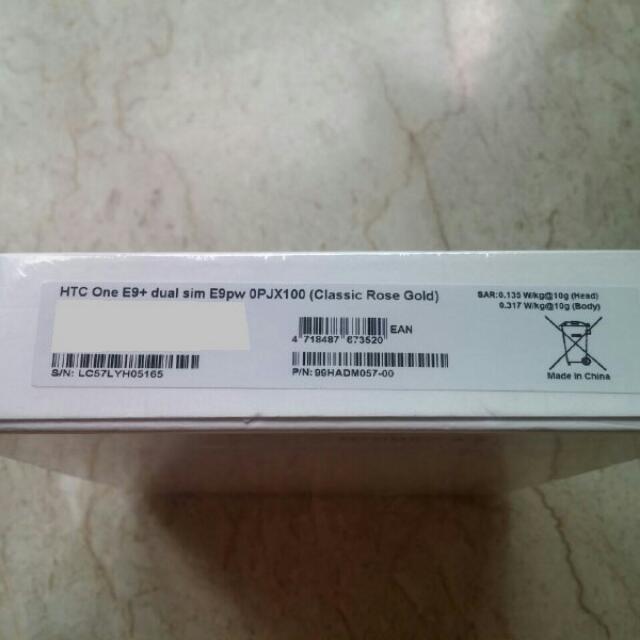 HTC One E9+ dual sim E9pw 0PJX100 (Classic Rose Gold)
SAR:0.135 W/kg@10g (Head)
0.317 W/kg@10g (Body)
EAN
4 718487 673520
S/N: LC57LYH05165
P/N: 99HADM057-00
Made in China